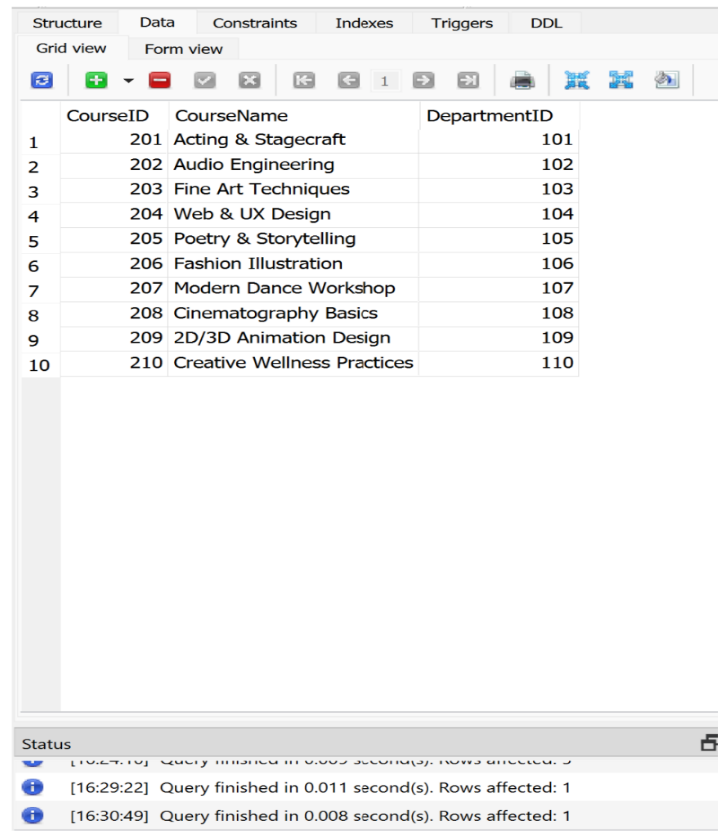 Structure Data Constraints Indexes Triggers DDL
Grid view Form view
1
CourseID CourseName DepartmentID
1 201 Acting & Stagecraft 101
2 202 Audio Engineering 102
3 203 Fine Art Techniques 103
4 204 Web & UX Design 104
5 205 Poetry & Storytelling 105
6 206 Fashion Illustration 106
7 207 Modern Dance Workshop 107
8 208 Cinematography Basics 108
9 209 2D/3D Animation Design 109
10 210 Creative Wellness Practices 110
Status
Query finished in second(s). Rows affected:
[16:29:22] Query finished in 0.011 second(s). Rows affected: 1
[16:30:49] Query finished in 0.008 second(s). Rows affected: 1